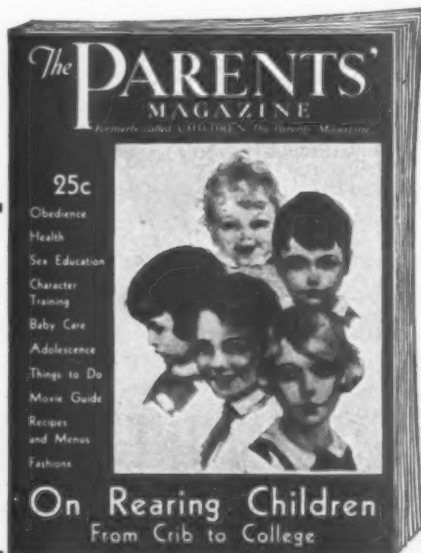 The PARENTS'
MAGAZINE
Formerly called CHILDREN, The Parents' Magazine
25c
Obedience
Health
Sex Education
Character
Training
Baby Care
Adolescence
Things to Do
Movie Guide
Recipes
and Menus
Fashions
On Rearing Children
From Crib to College